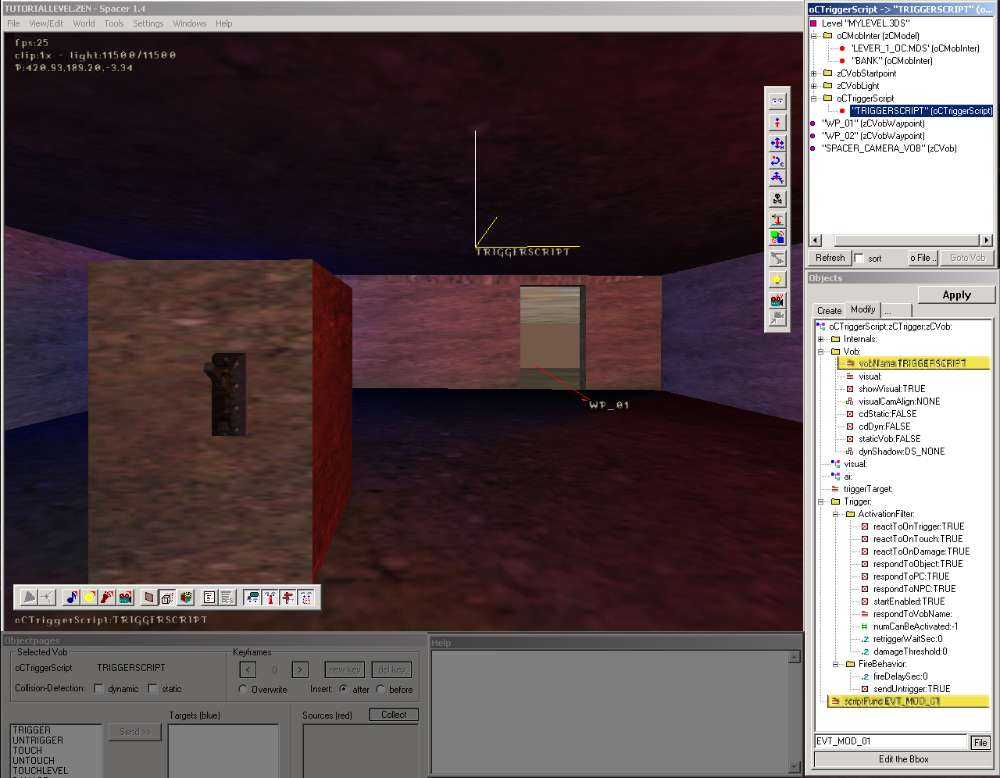 TUTORIALLEVEL.ZEN - Spacer 1.4
File View/Edit World Tools Settings Windows Help
fps:25
clip:1x - light:11500/11500
P:420.93,189.20,-3.34
TRIGGERSCRIPT
WP_01
oCTriggerScript:TRIGGERSCRIPT
oCTriggerScript -> "TRIGGERSCRIPT" (o...
Level "MYLEVEL.3DS"
oCMobInter (zCModel)
'LEVER_1_OC.MDS' (oCMobInter)
"BANK" (oCMobInter)
zCVobStartpoint
zCVobLight
oCTriggerScript
"TRIGGERSCRIPT" (oCTriggerScript)
"WP_01" (zCVobWaypoint)
"WP_02" (zCVobWaypoint)
"SPACER_CAMERA_VOB" (zCVob)
Refresh sort o File .. Goto Vob
Objects
Apply
Create Modify ...
oCTriggerScript:zCTrigger:zCVob:
Internals:
Vob:
vobName:TRIGGERSCRIPT
visual:
showVisual:TRUE
visualCamAlign:NONE
cdStatic:FALSE
cdDyn:FALSE
staticVob:FALSE
dynShadow:DS_NONE
visual:
ai:
triggerTarget:
Trigger:
ActivationFilter:
reactToOnTrigger:TRUE
reactToOnTouch:TRUE
reactToOnDamage:TRUE
respondToObject:TRUE
respondToPC:TRUE
respondToNPC:TRUE
startEnabled:TRUE
respondToVobName:
numCanBeActivated:-1
retriggerWaitSec:0
damageThreshold:0
FireBehavior:
fireDelaySec:0
sendUntrigger:TRUE
scriptFunc:EVT_MOD_01
EVT_MOD_01 File
Edit the Bbox
Objectpages
Selected Vob
oCTriggerScript TRIGGERSCRIPT
Collision-Detection: dynamic static
Keyframes
< 0 > new key del key
Overwrite Insert: after before
TRIGGER
UNTRIGGER
TOUCH
UNTOUCH
TOUCHLEVEL
Send >>
Targets (blue)
Sources (red) Collect
Help